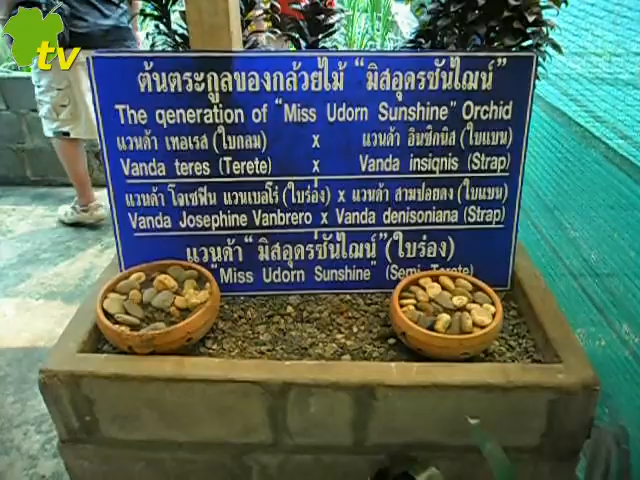 tv
ต้นตระกูลของกล้วยไม้ "มิสอุดรซันไฌน์"
The qeneration of "Miss Udorn Sunshine" Orchid
แวนด้า เทอเรส (ใบกลม) x แวนด้า อินซิกนิส (ใบแบน)
Vanda teres (Terete) x Vanda insiqnis (Strap)
แวนด้า โจเซฟิน แวนเบอโร่ (ใบร่อง) x แวนด้า สามปอยดง (ใบแบน)
Vanda Josephine Vanbrero x Vanda denisoniana (Strap)
แวนด้า "มิสอุดรซันไฌน์" (ใบร่อง)
"Miss Udorn Sunshine" (Semi Terete)